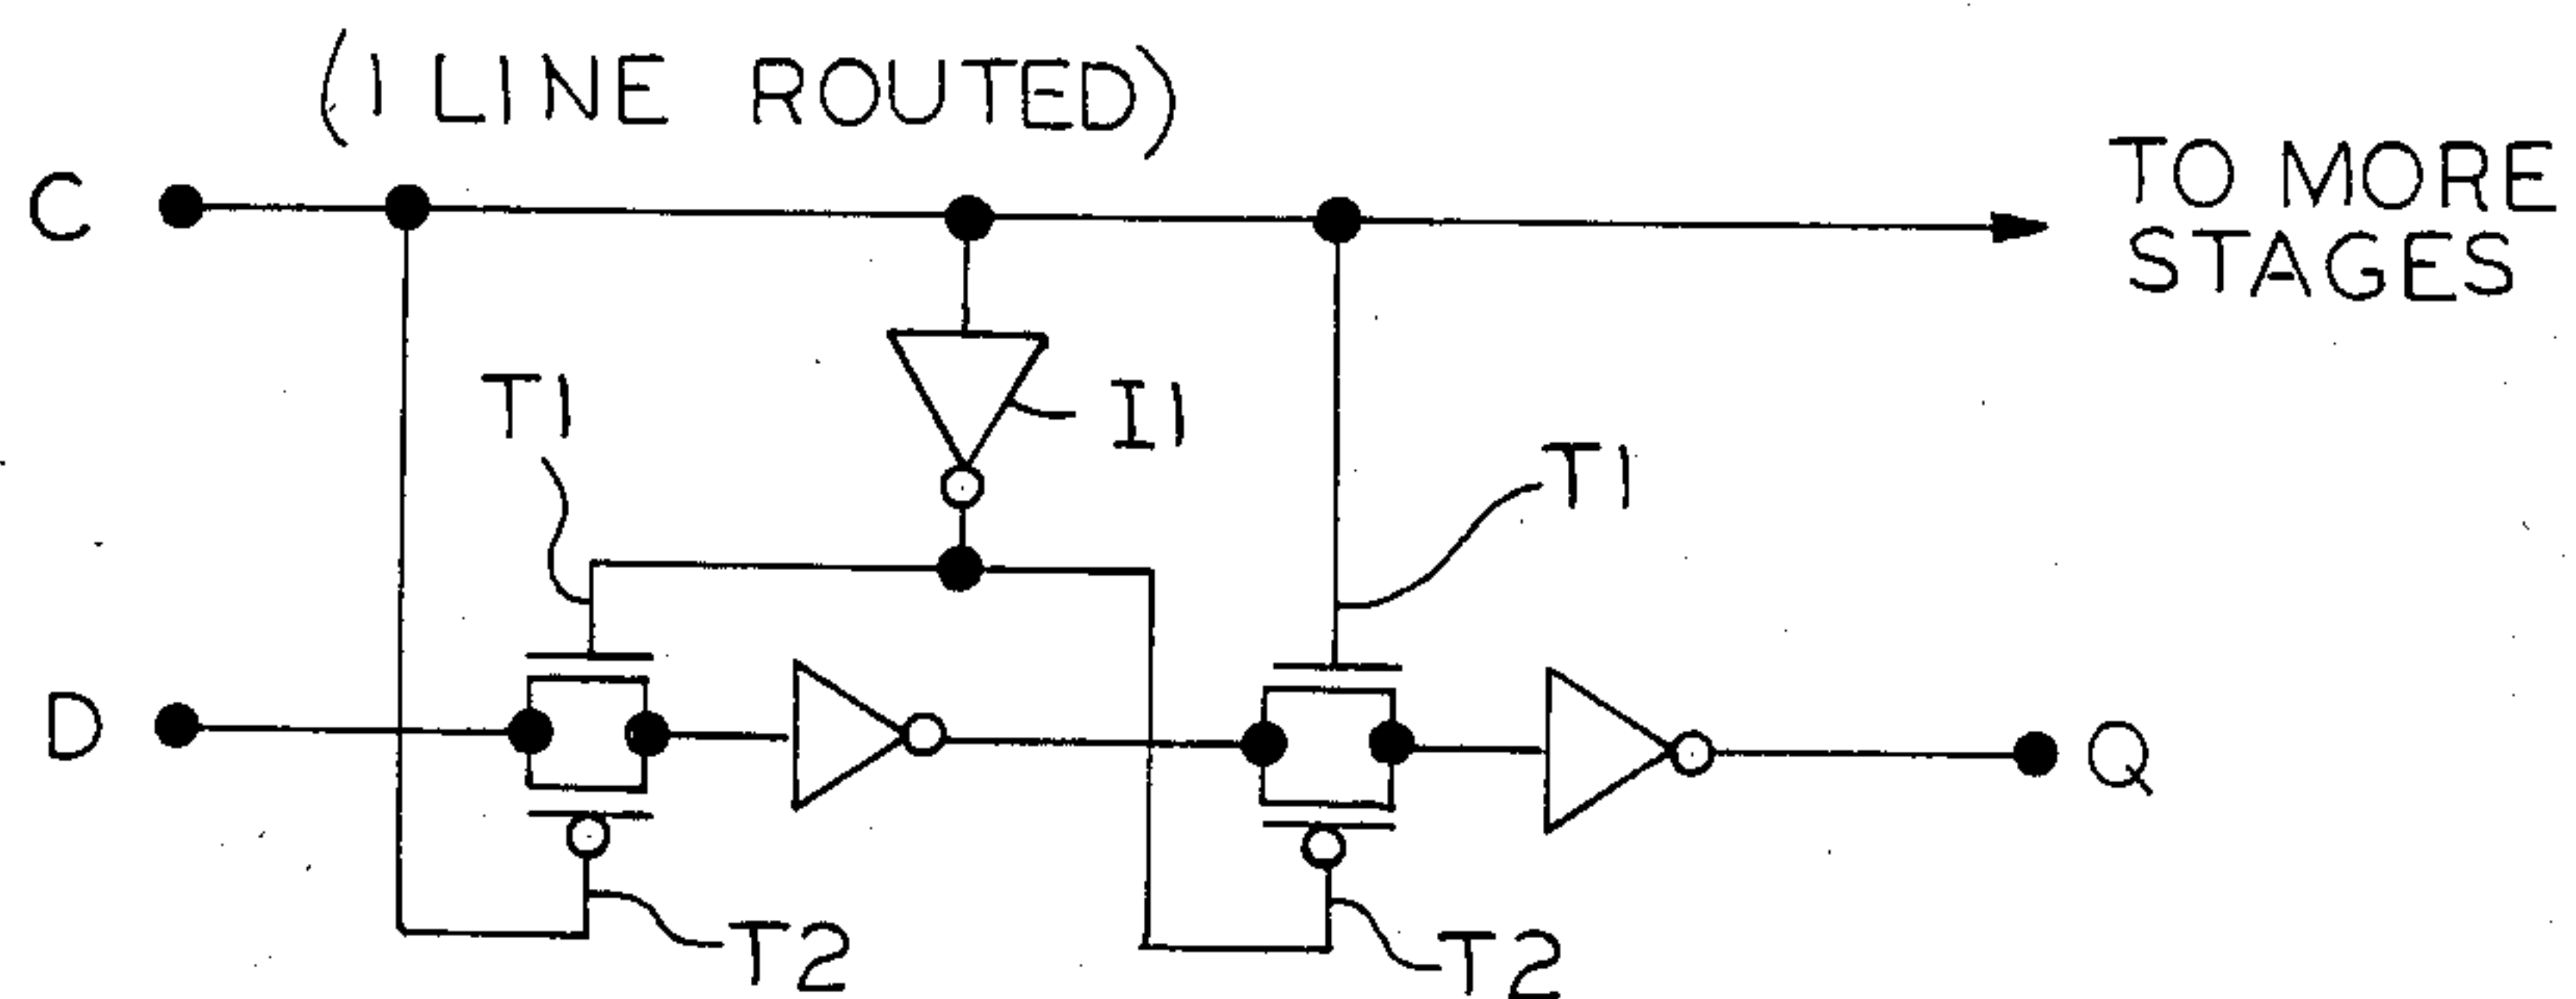 (1 LINE ROUTED)
C
TO MORE
STAGES
T1
I1
T1
D
Q
T2
T2